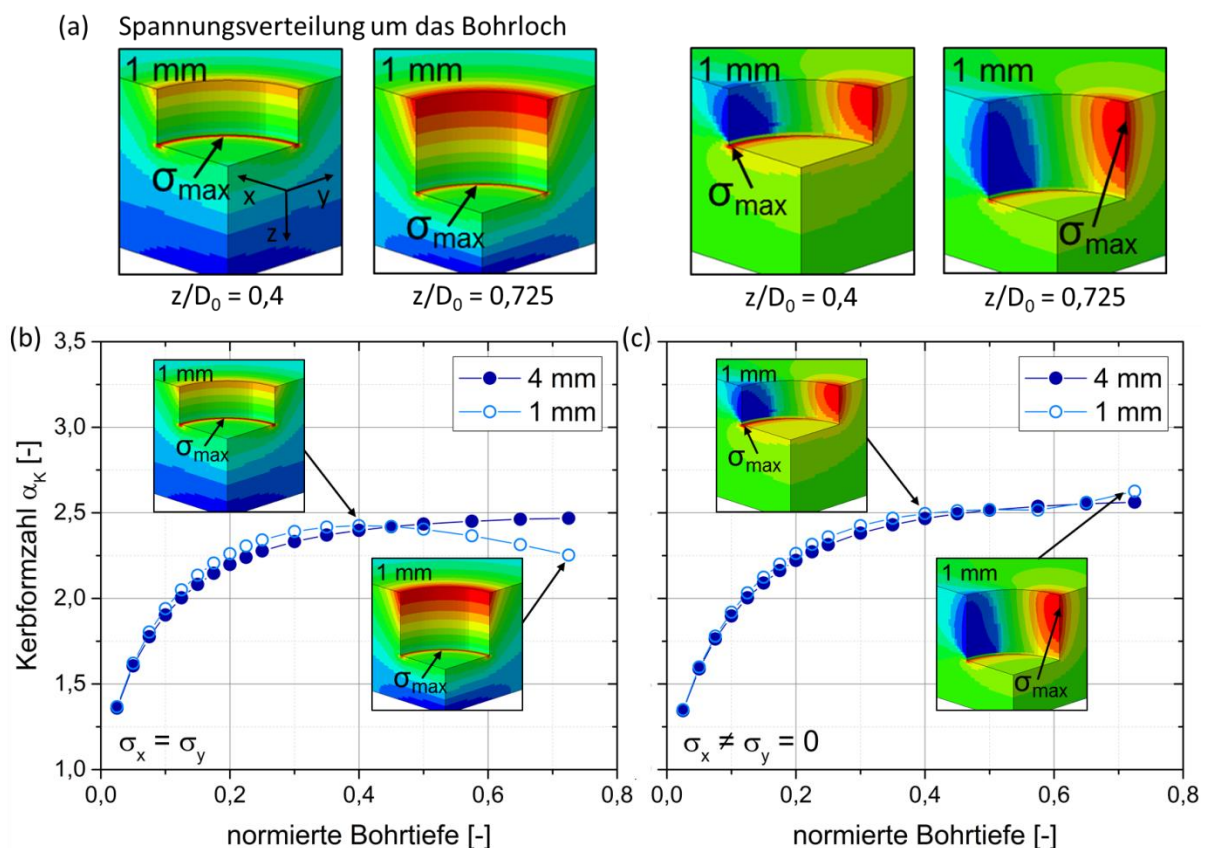 (a) Spannungsverteilung um das Bohrloch
1 mm
σmax
x
y
z
z/D0 = 0,4
1 mm
σmax
z/D0 = 0,725
1 mm
σmax
z/D0 = 0,4
1 mm
σmax
z/D0 = 0,725
(b)
Kerbformzahl αK [-]
3,5
3,0
2,5
2,0
1,5
1,0
1 mm
σmax
4 mm
1 mm
1 mm
σmax
σx = σy
0,0
0,2
0,4
0,6
0,8
normierte Bohrtiefe [-]
(c)
1 mm
σmax
4 mm
1 mm
1 mm
σmax
σx ≠ σy = 0
0,0
0,2
0,4
0,6
0,8
normierte Bohrtiefe [-]